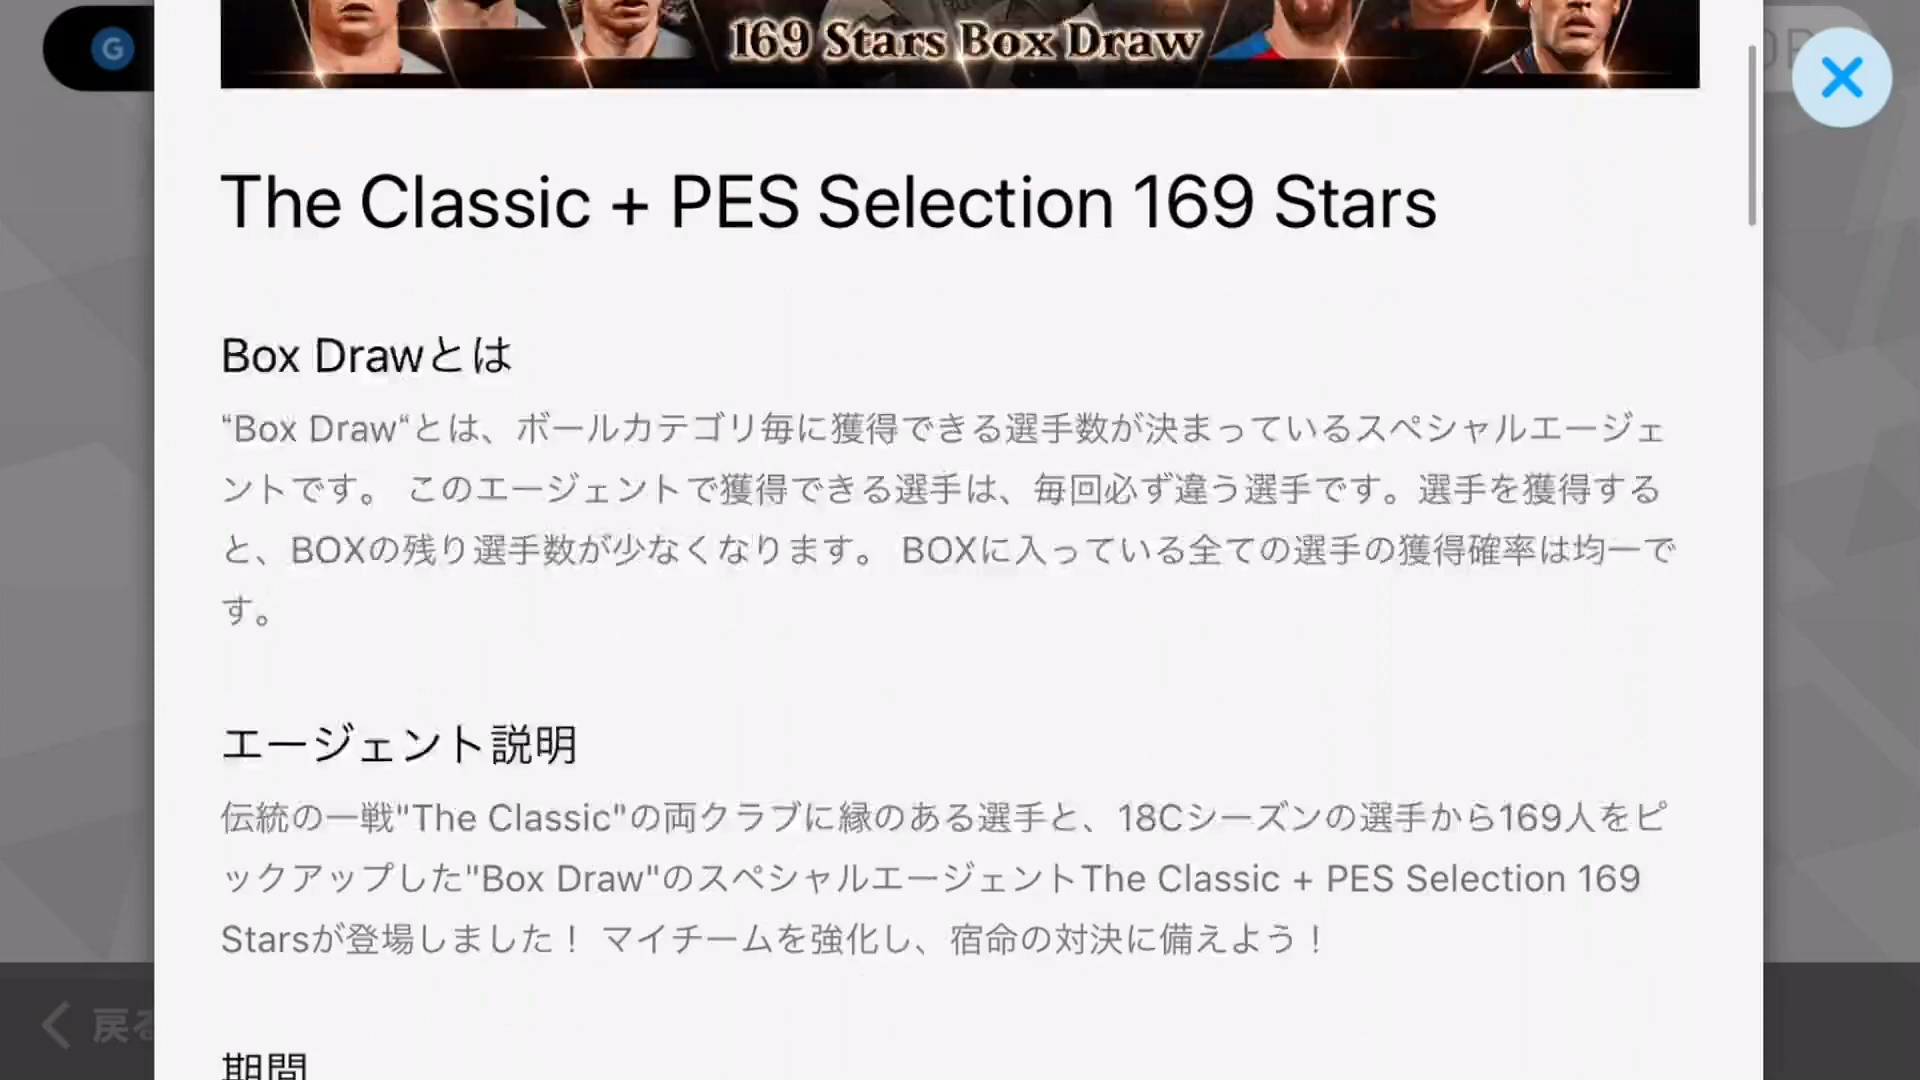 G
169 Stars Box Draw
The Classic + PES Selection 169 Stars
Box Drawとは
“Box Draw“とは、ボールカテゴリ毎に獲得できる選手数が決まっているスペシャルエージェ
ントです。 このエージェントで獲得できる選手は、毎回必ず違う選手です。選手を獲得する
と、BOXの残り選手数が少なくなります。 BOXに入っている全ての選手の獲得確率は均一で
す。
エージェント説明
伝統の一戦"The Classic"の両クラブに縁のある選手と、18Cシーズンの選手から169人をピ
ックアップした"Box Draw"のスペシャルエージェントThe Classic + PES Selection 169
Starsが登場しました！ マイチームを強化し、宿命の対決に備えよう！
戻る
期間